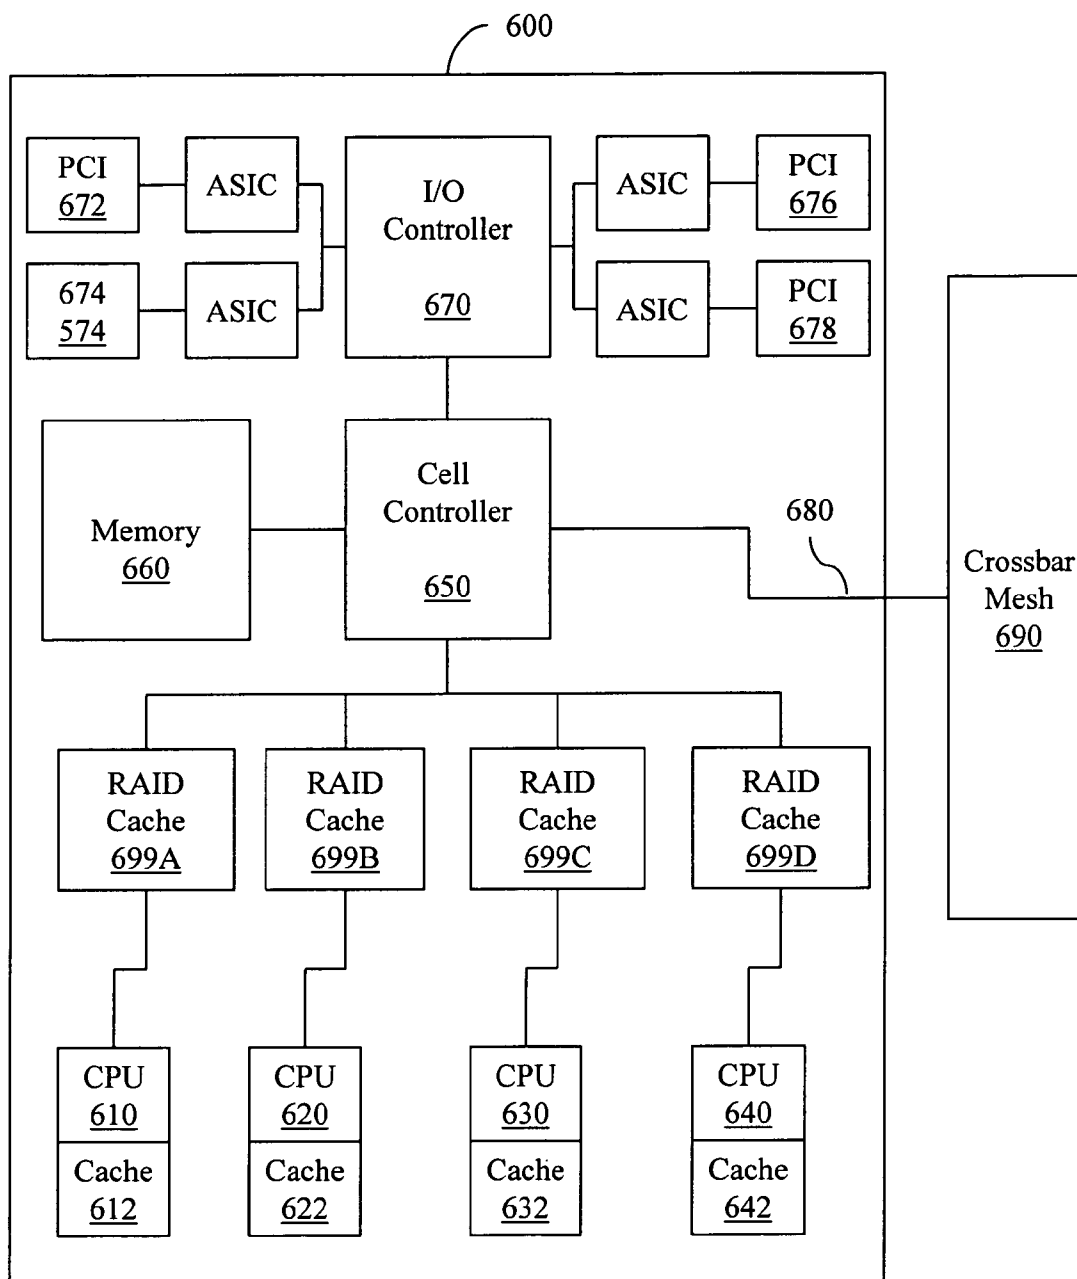 600
PCI
672
ASIC
I/O
Controller
670
ASIC
PCI
676
674
574
ASIC
ASIC
PCI
678
Memory
660
Cell
Controller
650
680
Crossbar
Mesh
690
RAID
Cache
699A
RAID
Cache
699B
RAID
Cache
699C
RAID
Cache
699D
CPU
610
Cache
612
CPU
620
Cache
622
CPU
630
Cache
632
CPU
640
Cache
642